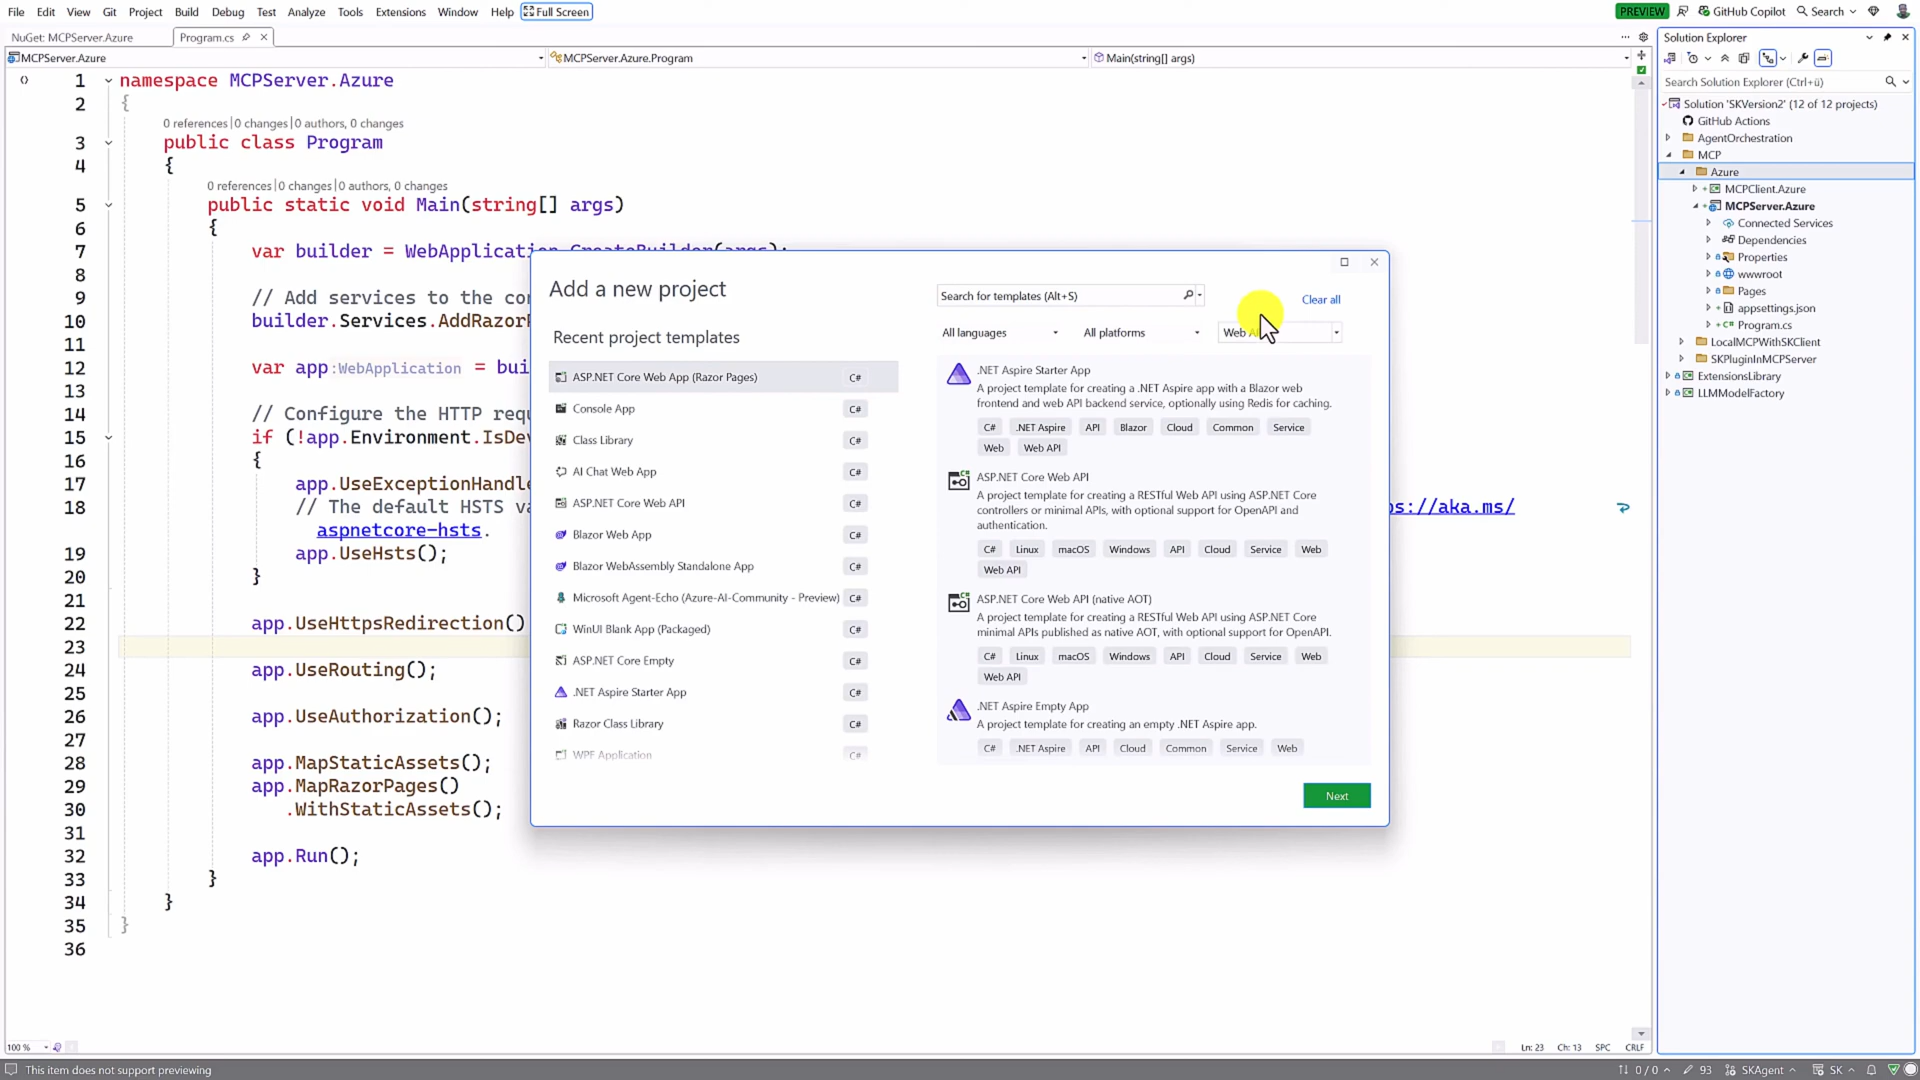 File Edit View Git Project Build Debug Test Analyze Tools Extensions Window Help Full Screen
PREVIEW GitHub Copilot Search
NuGet: MCPServer.Azure Program.cs
MCPServer.Azure MCPServer.Azure.Program Main(string[] args)
1 namespace MCPServer.Azure
2 {
0 references | 0 changes | 0 authors, 0 changes
3 public class Program
4 {
0 references | 0 changes | 0 authors, 0 changes
5 public static void Main(string[] args)
6 {
7 var builder = WebApplication.CreateBuilder(args);
8
9 // Add services to the
10 builder.Services.
11
12 var app:WebApplication =
13
14 // Configure the HTTP
15 if (!app.Environment.
16 {
17 app.
18 // The default HSTS
aka.ms/
aspnetcore-hsts.
19 app.UseHsts();
20 }
21
22 app.UseHttpsRedirection()
23
24 app.UseRouting();
25
26 app.UseAuthorization();
27
28 app.MapStaticAssets();
29 app.MapRazorPages()
30 .WithStaticAssets();
31
32 app.Run();
33 }
34 }
35 }
36
Add a new project
Search for templates (Alt+S)
Clear all
Recent project templates
All languages
All platforms
Web
ASP.NET Core Web App (Razor Pages) C#
Console App C#
Class Library C#
AI Chat Web App C#
ASP.NET Core Web API C#
Blazor Web App C#
Blazor WebAssembly Standalone App C#
Microsoft Agent-Echo (Azure-AI-Community - Preview) C#
WinUI Blank App (Packaged) C#
ASP.NET Core Empty C#
.NET Aspire Starter App C#
Razor Class Library C#
WPF Application C#
.NET Aspire Starter App
A project template for creating a .NET Aspire app with a Blazor web
frontend and web API backend service, optionally using Redis for caching.
C# .NET Aspire API Blazor Cloud Common Service
Web Web API
ASP.NET Core Web API
A project template for creating a RESTful Web API using ASP.NET Core
controllers or minimal APIs, with optional support for OpenAPI and
authentication.
C# Linux macOS Windows API Cloud Service Web
Web API
ASP.NET Core Web API (native AOT)
A project template for creating a RESTful Web API using ASP.NET Core
minimal APIs published as native AOT, with optional support for OpenAPI.
C# Linux macOS Windows API Cloud Service Web
Web API
.NET Aspire Empty App
A project template for creating an empty .NET Aspire app.
C# .NET Aspire API Cloud Common Service Web
Next
Solution Explorer
Search Solution Explorer (Ctrl+ü)
Solution 'SKVersion2' (12 of 12 projects)
GitHub Actions
AgentOrchestration
MCP
Azure
MCPClient.Azure
MCPServer.Azure
Connected Services
Dependencies
Properties
wwwroot
Pages
appsettings.json
C# Program.cs
LocalMCPWithSKClient
SKPluginInMCPServer
ExtensionsLibrary
LLMModelFactory
100 %
Ln: 23 Ch: 13 SPC CRLF
This item does not support previewing
0 / 0 93 SKAgent SK